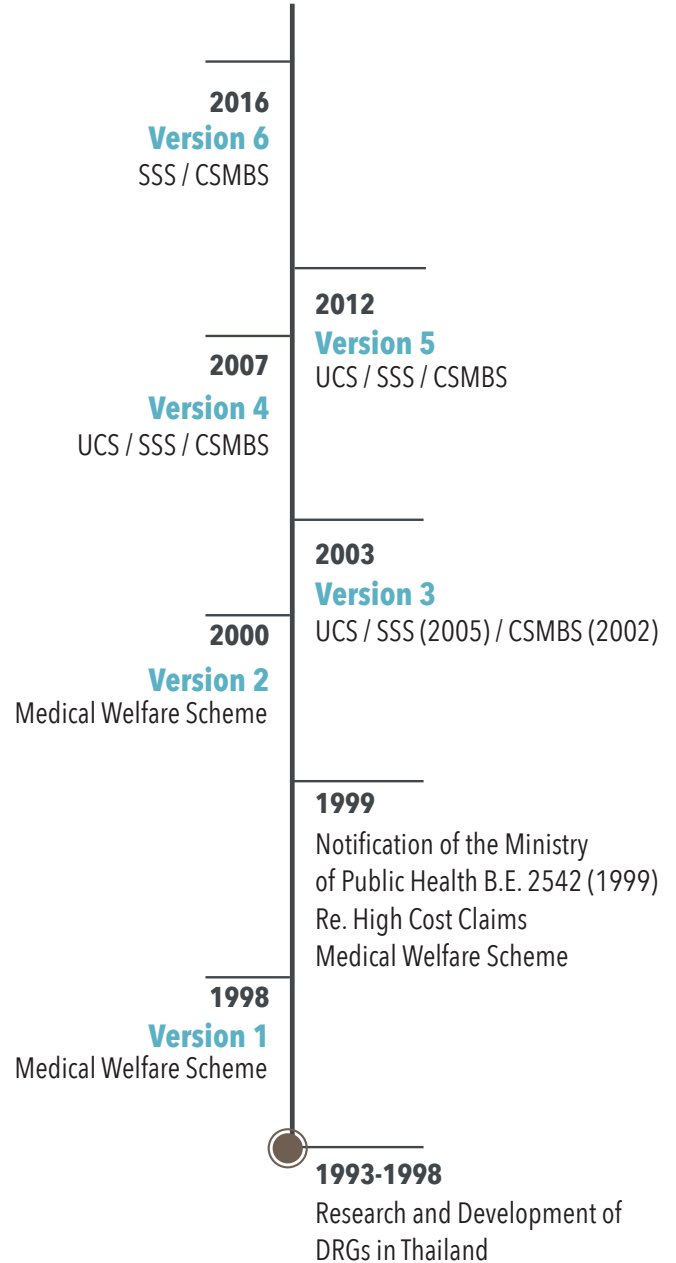 2016
Version 6
SSS / CSMBS
2012
Version 5
UCS / SSS / CSMBS
2007
Version 4
UCS / SSS / CSMBS
2003
Version 3
UCS / SSS (2005) / CSMBS (2002)
2000
Version 2
Medical Welfare Scheme
1999
Notification of the Ministry
of Public Health B.E. 2542 (1999)
Re. High Cost Claims
Medical Welfare Scheme
1998
Version 1
Medical Welfare Scheme
1993-1998
Research and Development of
DRGs in Thailand